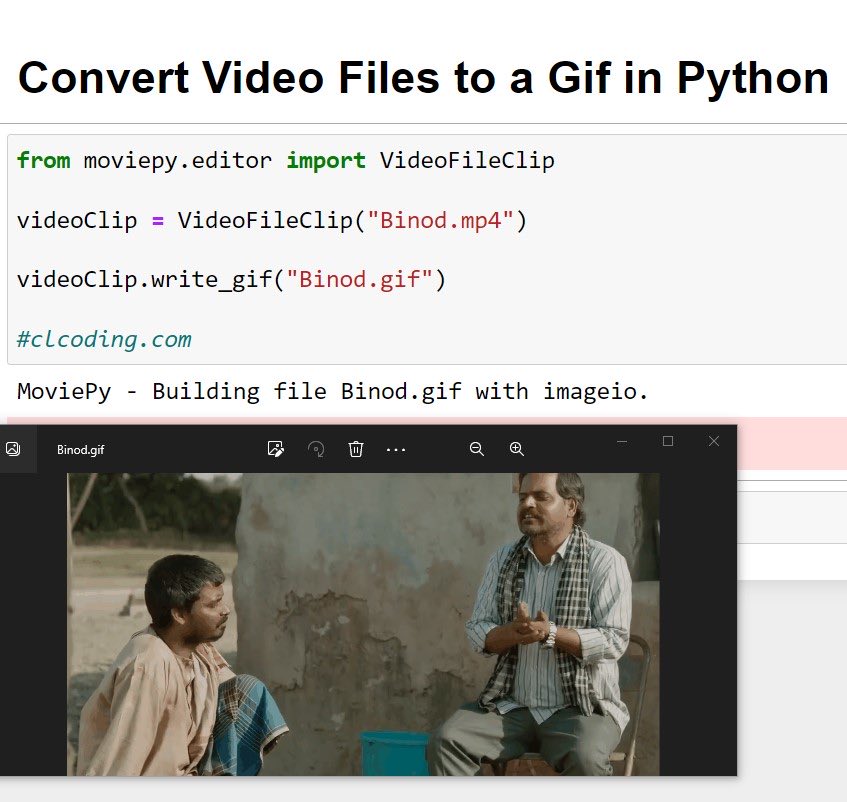 Convert Video Files to a Gif in Python
from moviepy.editor import VideoFileClip
videoClip = VideoFileClip("Binod.mp4")
videoClip.write_gif("Binod.gif")
#clcoding.com
MoviePy - Building file Binod.gif with imageio.
Binod.gif